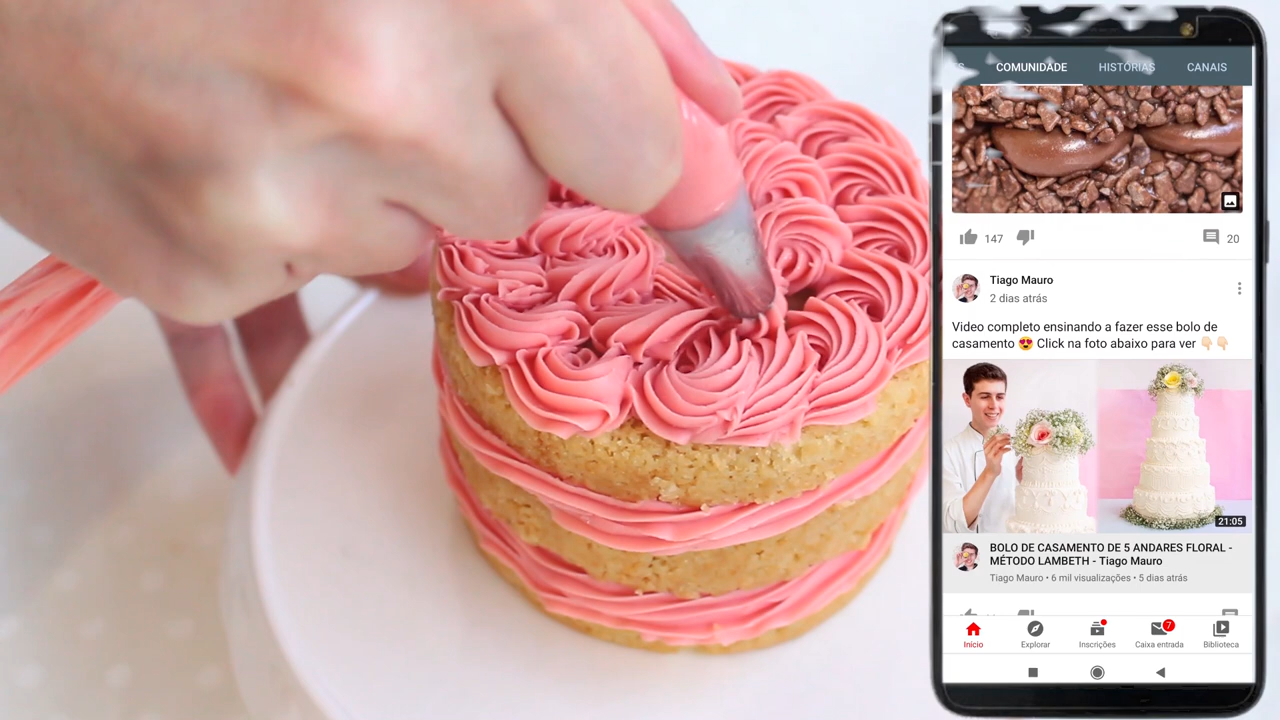 COMUNIDADE
HISTÓRIAS
CANAIS
147
20
Tiago Mauro
2 dias atrás
Video completo ensinando a fazer esse bolo de
casamento 😍 Click na foto abaixo para ver 👇🏻👇🏻
21:05
BOLO DE CASAMENTO DE 5 ANDARES FLORAL -
MÉTODO LAMBETH - Tiago Mauro
Tiago Mauro • 6 mil visualizações • 5 dias atrás
7
Início
Explorar
Inscrições
Caixa entrada
Biblioteca